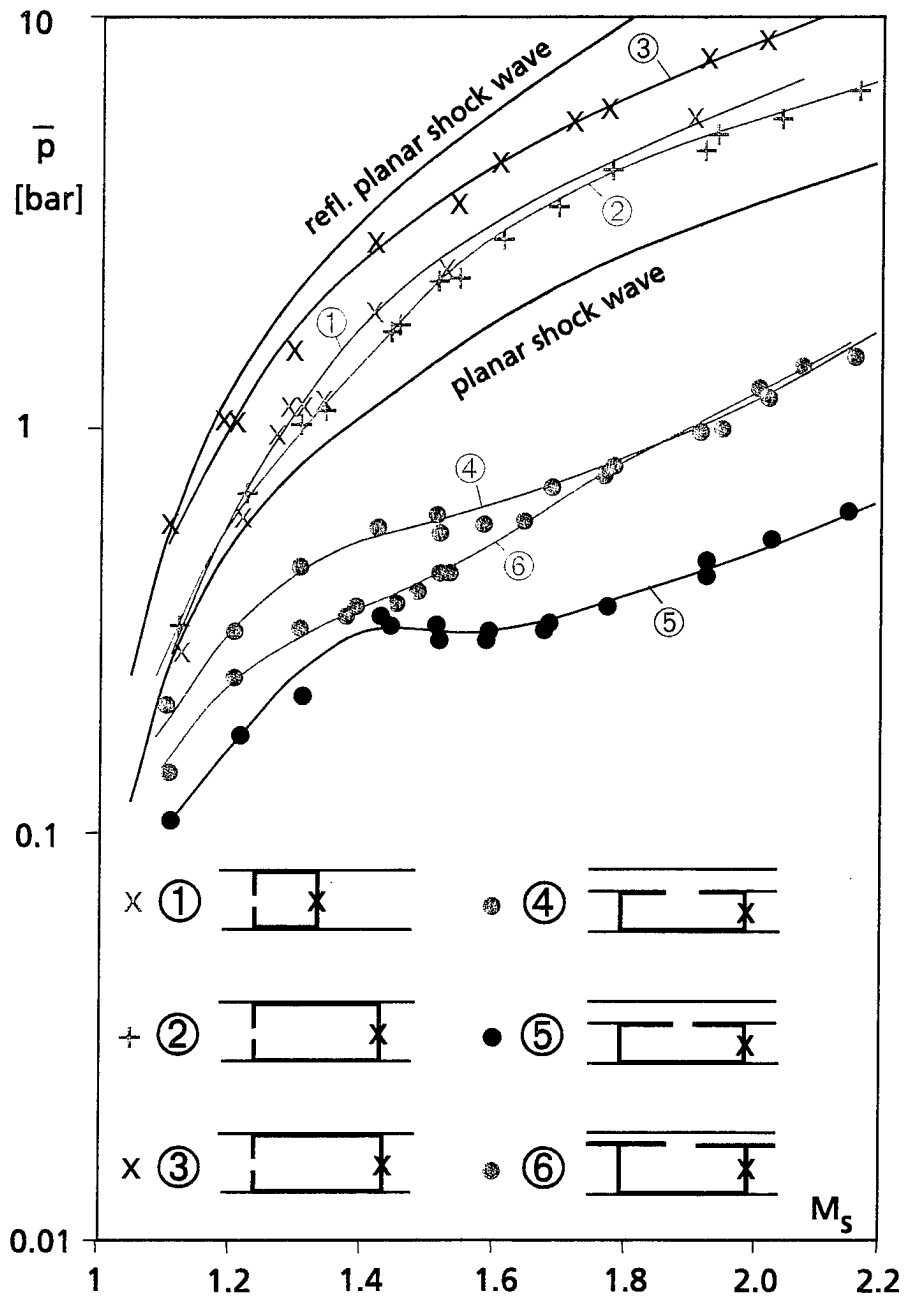 10
p̅
[bar]
refl. planar shock wave
③
②
①
planar shock wave
1
④
⑥
⑤
0.1
X ①
④
+ ②
⑤
X ③
⑥
M_s
0.01
1 1.2 1.4 1.6 1.8 2.0 2.2